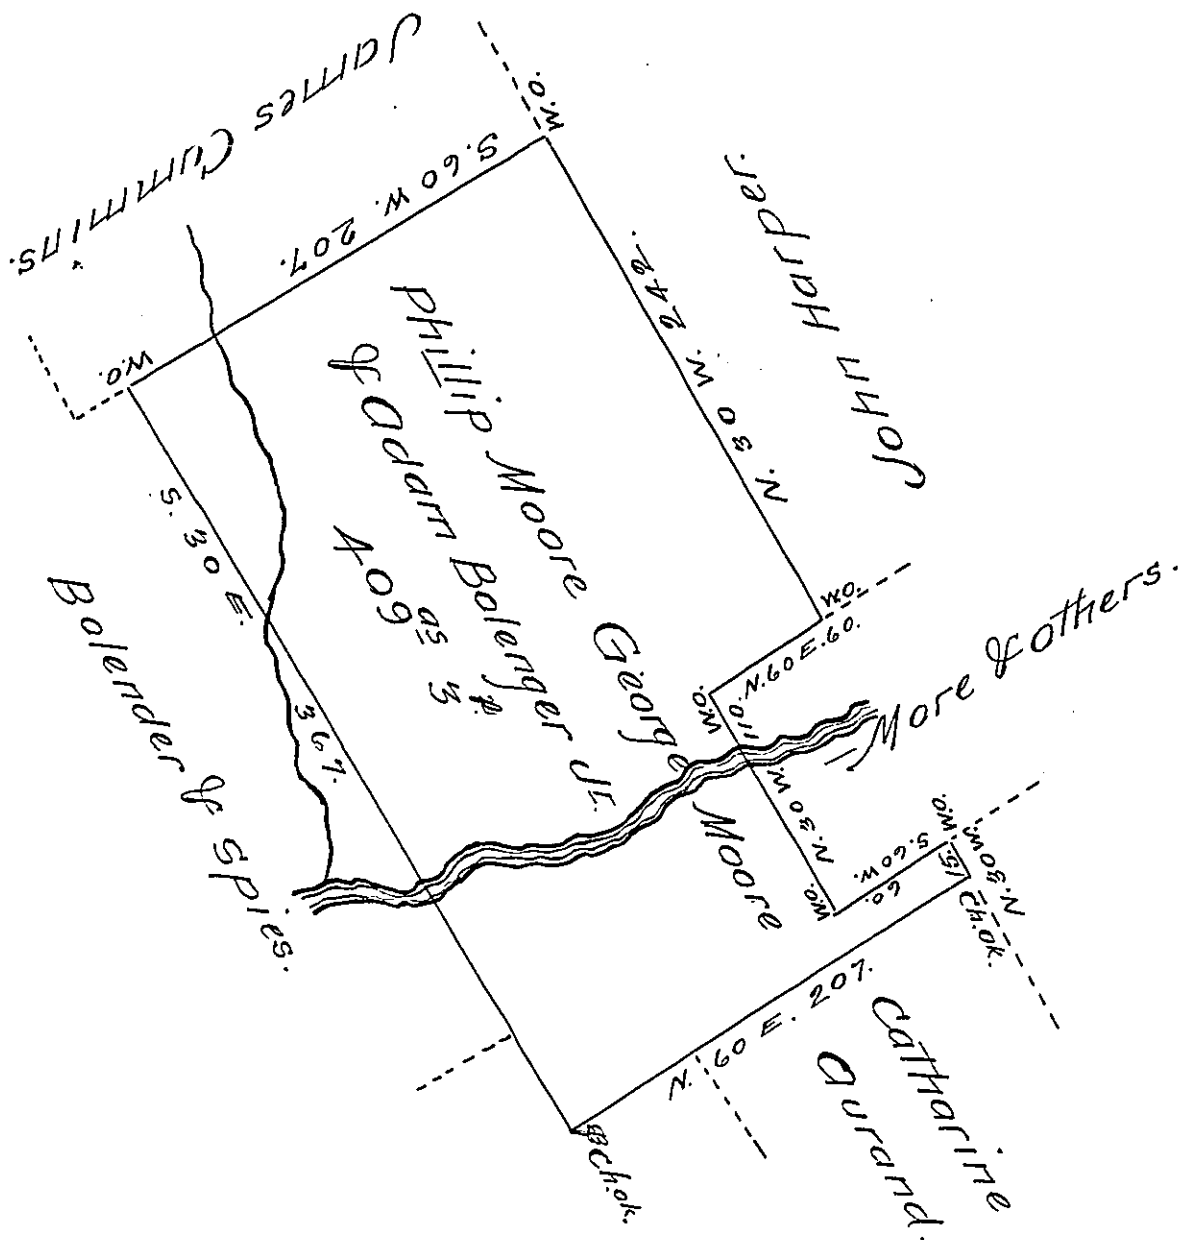 James Cummins.
W.O.
S. 60 W. 207.
W.O.
John Harper.
N. 30 W. 242.
Phillip Moore George Moore
& Adam Bolenger Jr.
as p.
409 3
W.O.
N. 60 E. 60.
W.O.
110.
N. 30 W.
W.O.
More & others.
S. 60 W.
60.
W.O.
N. 30 W.
15.
Ch.ok.
S. 30 E. 367.
Bolender & Spies.
N. 60 E. 207.
Catharine
Aurand.
Ch.ok.